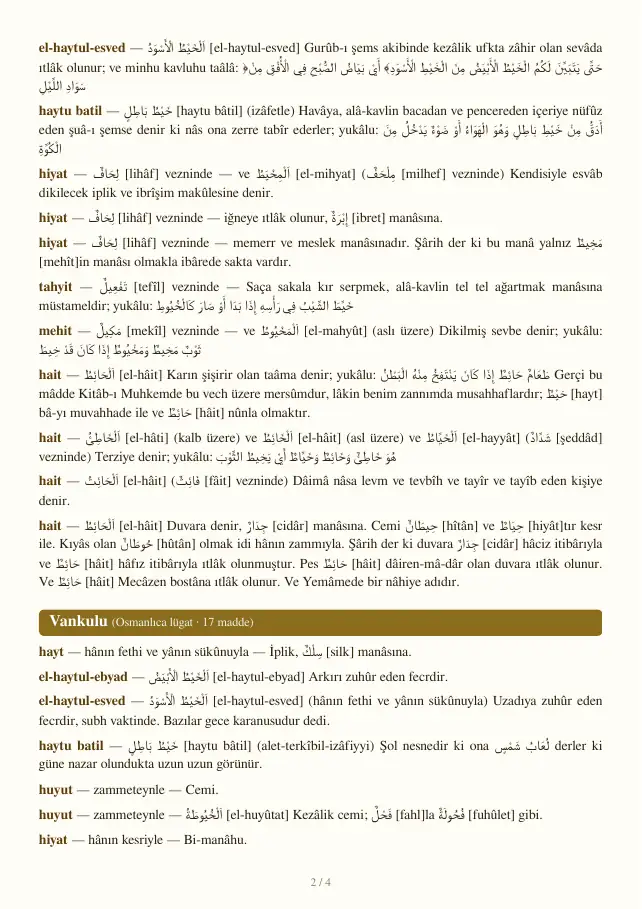 el-haytul-esved — اَلْخَيْطُ الْأَسْوَدُ [el-haytul-esved] Gurûb-ı şems akibinde kezâlik ufkta zâhir olan sevâda
ıtlâk olunur; ve minhu kavluhu taâlâ: ﴿حَتَّى يَتَبَيَّنَ لَكُمُ الْخَيْطُ الْأَبْيَضُ مِنَ الْخَيْطِ الْأَسْوَدِ﴾ أَيْ بَيَاضُ الصُّبْحِ فِي الْأُفُقِ مِنْ
سَوَادِ اللَّيْلِ
haytu batil — خَيْطُ بَاطِلٍ [haytu bâtil] (izâfetle) Havâya, alâ-kavlin bacadan ve pencereden içeriye nüfûz
eden şuâ-ı şemse denir ki nâs ona zerre tabîr ederler; yukâlu: أَدَقُّ مِنْ خَيْطِ بَاطِلٍ وَهُوَ الْهَوَاءُ أَوْ ضَوْءٌ يَدْخُلُ مِنَ
الْكُوَّةِ
hiyat — لِحَافٌ [lihâf] vezninde — ve اَلْمِخْيَطُ [el-mihyat] (مِلْحَفٌ [milhef] vezninde) Kendisiyle esvâb
dikilecek iplik ve ibrîşim makûlesine denir.
hiyat — لِحَافٌ [lihâf] vezninde — iğneye ıtlâk olunur, إِبْرَةٌ [ibret] manâsına.
hiyat — لِحَافٌ [lihâf] vezninde — memerr ve meslek manâsınadır. Şârih der ki bu manâ yalnız مَخِيطٌ
[mehît]in manâsı olmakla ibârede sakta vardır.
tahyit — تَفْعِيلٌ [tefîl] vezninde — Saça sakala kır serpmek, alâ-kavlin tel tel ağartmak manâsına
müstameldir; yukâlu: خَيَّطَ الشَّيْبُ فِي رَأْسِهِ إِذَا بَدَا أَوْ صَارَ كَالْخُيُوطِ
mehit — مَكِيلٌ [mekîl] vezninde — ve اَلْمَخْيُوطُ [el-mahyût] (aslı üzere) Dikilmiş sevbe denir; yukâlu:
ثَوْبٌ مَخِيطٌ وَمَخْيُوطٌ إِذَا كَانَ قَدْ خِيطَ
hait — اَلْحَائِطُ [el-hâit] Karın şişirir olan taâma denir; yukâlu: طَعَامٌ حَائِطٌ إِذَا كَانَ يَنْتَفِخُ مِنْهُ الْبَطْنُ Gerçi bu
mâdde Kitâb-ı Muhkemde bu vech üzere mersûmdur, lâkin benim zannımda musahhaflardır; حَيْطٌ [hayt]
bâ-yı muvahhade ile ve حَائِطٌ [hâit] nûnla olmaktır.
hait — اَلْخَاطِئُ [el-hâti] (kalb üzere) ve اَلْخَائِطُ [el-hâit] (asl üzere) ve اَلْخَيَّاطُ [el-hayyât] (شَدَّادٌ [şeddâd]
vezninde) Terziye denir; yukâlu: هُوَ خَاطِئٌ وَخَائِطٌ وَخَيَّاطٌ أَيْ يَخِيطُ الثَّوْبَ
hait — اَلْحَائِتُ [el-hâit] (فَائِتٌ [fâit] vezninde) Dâimâ nâsa levm ve tevbîh ve tayîr ve tayîb eden kişiye
denir.
hait — اَلْحَائِطُ [el-hâit] Duvara denir, جِدَارٌ [cidâr] manâsına. Cemi حِيطَانٌ [hîtân] ve حِيَاطٌ [hiyât]tır kesr
ile. Kıyâs olan حُوطَانٌ [hûtân] olmak idi hânın zammıyla. Şârih der ki duvara جِدَارٌ [cidâr] hâciz itibârıyla
ve حَائِطٌ [hâit] hâfız itibârıyla ıtlâk olunmuştur. Pes حَائِطٌ [hâit] dâiren-mâ-dâr olan duvara ıtlâk olunur.
Ve حَائِطٌ [hâit] Mecâzen bostâna ıtlâk olunur. Ve Yemâmede bir nâhiye adıdır.
Vankulu (Osmanlıca lügat · 17 madde)
hayt — hânın fethi ve yânın sükûnuyla — İplik, سِلْكٌ [silk] manâsına.
el-haytul-ebyad — اَلْخَيْطُ الْأَبْيَضُ [el-haytul-ebyad] Arkırı zuhûr eden fecrdir.
el-haytul-esved — اَلْخَيْطُ الْأَسْوَدُ [el-haytul-esved] (hânın fethi ve yânın sükûnuyla) Uzadıya zuhûr eden
fecrdir, subh vaktinde. Bazılar gece karanusudur dedi.
haytu batil — خَيْطُ بَاطِلٍ [haytu bâtil] (alet-terkîbil-izâfiyyi) Şol nesnedir ki ona لُعَابُ شَمْسٍ derler ki
güne nazar olundukta uzun uzun görünür.
huyut — zammeteynle — Cemi.
huyut — zammeteynle — اَلْخُيُوطَةُ [el-huyûtat] Kezâlik cemi; فَحْلٌ [fahl]la فُحُولَةٌ [fuhûlet] gibi.
hiyat — hânın kesriyle — Bi-manâhu.
2 / 4